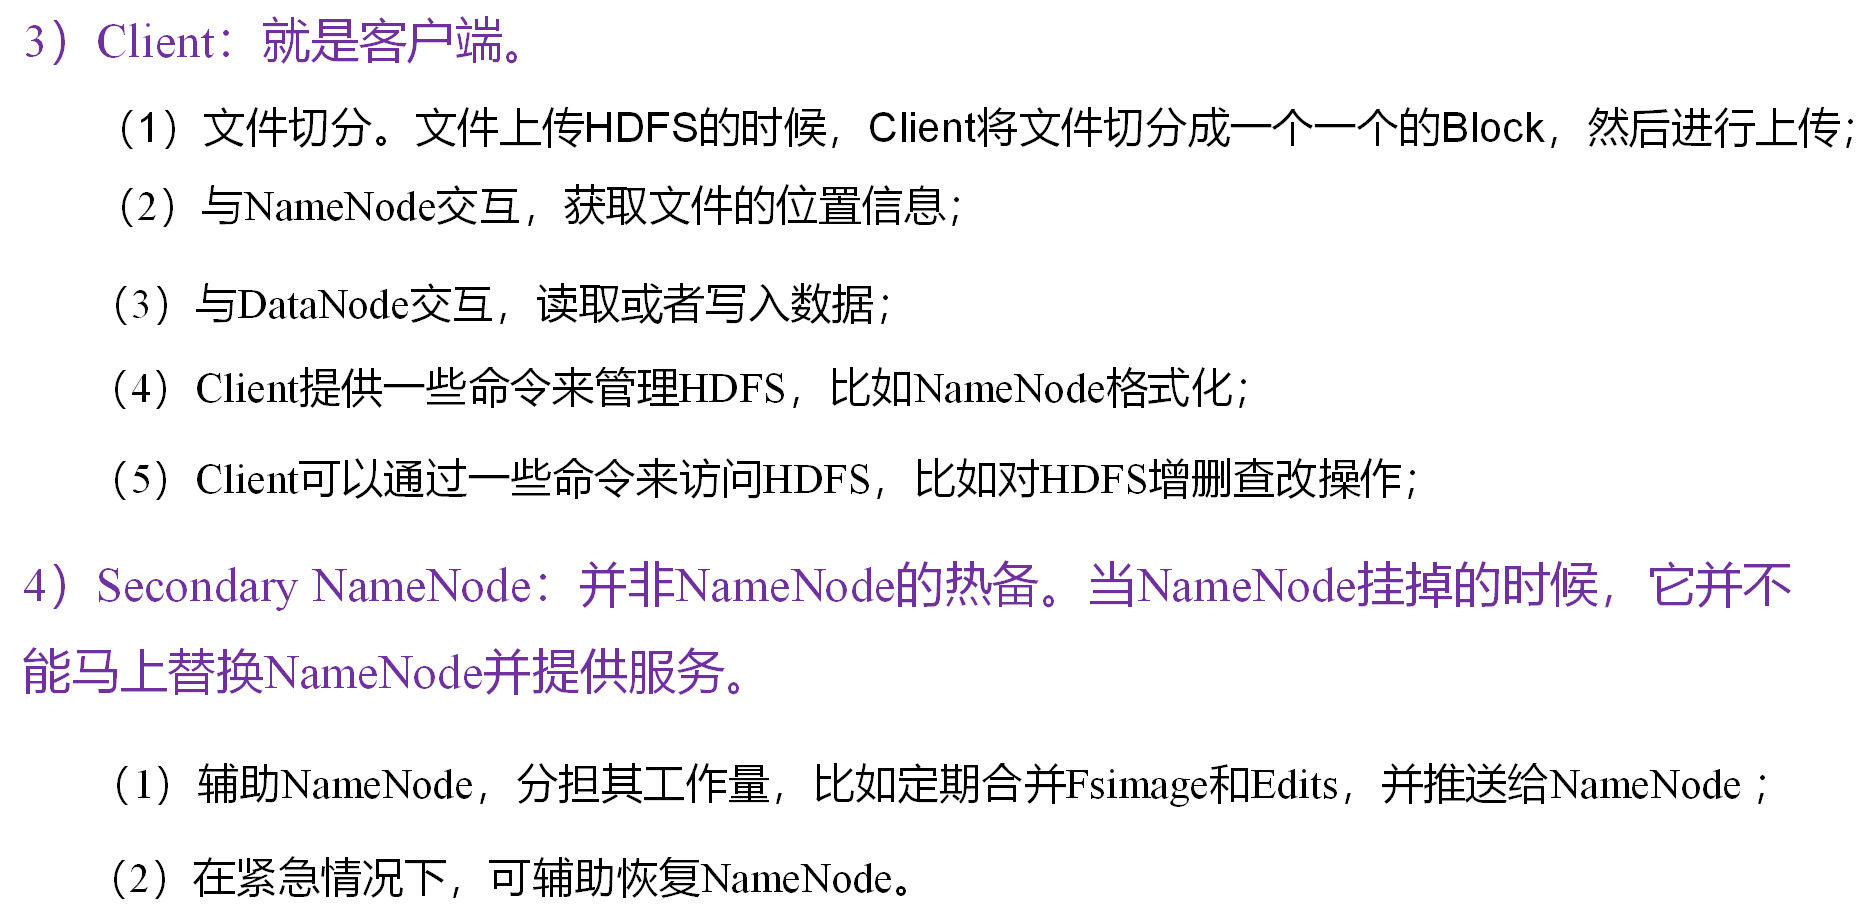 3）Client：就是客户端。
（1）文件切分。文件上传HDFS的时候，Client将文件切分成一个一个的Block，然后进行上传；
（2）与NameNode交互，获取文件的位置信息；
（3）与DataNode交互，读取或者写入数据；
（4）Client提供一些命令来管理HDFS，比如NameNode格式化；
（5）Client可以通过一些命令来访问HDFS，比如对HDFS增删查改操作；
4）Secondary NameNode：并非NameNode的热备。当NameNode挂掉的时候，它并不
能马上替换NameNode并提供服务。
（1）辅助NameNode，分担其工作量，比如定期合并Fsimage和Edits，并推送给NameNode ；
（2）在紧急情况下，可辅助恢复NameNode。